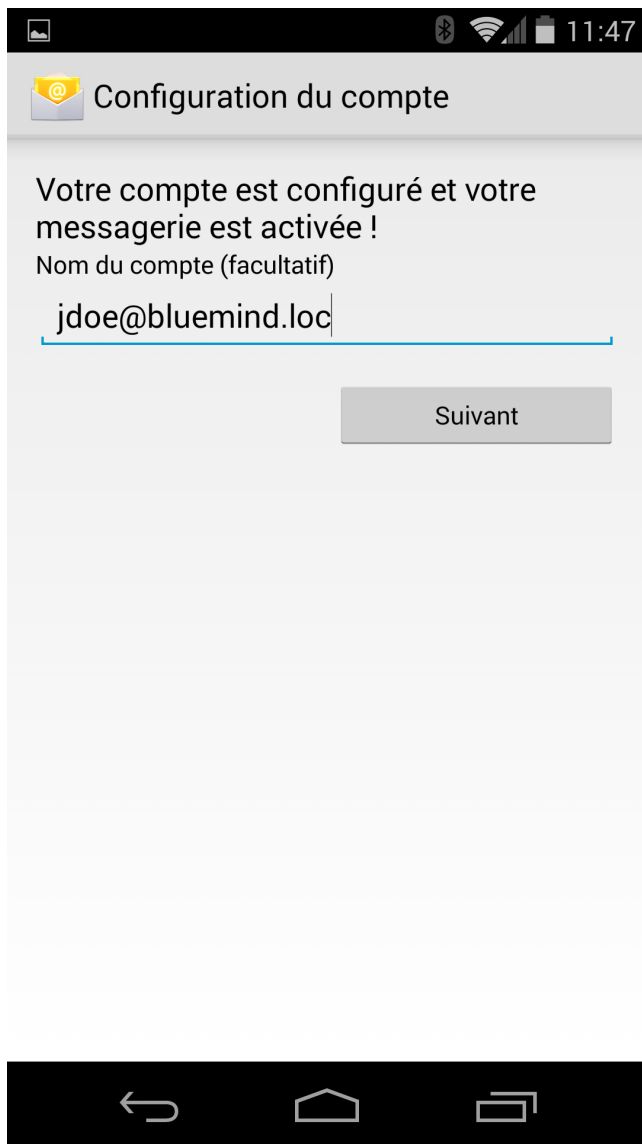 11:47
@
Configuration du compte
Votre compte est configuré et votre
messagerie est activée !
Nom du compte (facultatif)
jdoe@bluemind.loc
Suivant